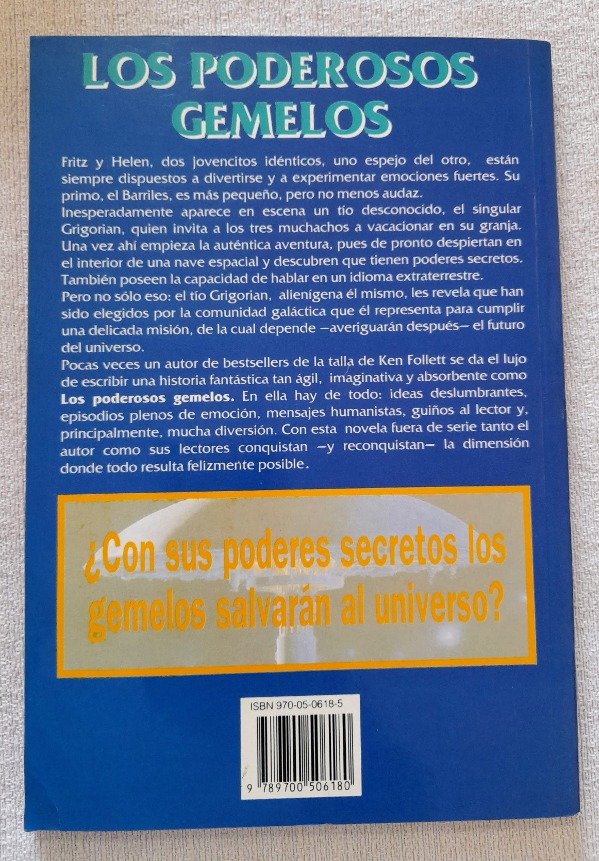 LOS PODEROSOS
GEMELOS
Fritz y Helen, dos jovencitos idénticos, uno espejo del otro, están
siempre dispuestos a divertirse y a experimentar emociones fuertes. Su
primo, el Barriles, es más pequeño, pero no menos audaz.
Inesperadamente aparece en escena un tío desconocido, el singular
Grigorian, quien invita a los tres muchachos a vacacionar en su granja.
Una vez ahí empieza la auténtica aventura, pues de pronto despiertan en
el interior de una nave espacial y descubren que tienen poderes secretos.
También poseen la capacidad de hablar en un idioma extraterrestre.
Pero no sólo eso: el tío Grigorian, alienígena él mismo, les revela que han
sido elegidos por la comunidad galáctica que él representa para cumplir
una delicada misión, de la cual depende —averiguarán después— el futuro
del universo.
Pocas veces un autor de bestsellers de la talla de Ken Follett se da el lujo
de escribir una historia fantástica tan ágil, imaginativa y absorbente como
Los poderosos gemelos. En ella hay de todo: ideas deslumbrantes,
episodios plenos de emoción, mensajes humanistas, guiños al lector y,
principalmente, mucha diversión. Con esta novela fuera de serie tanto el
autor como sus lectores conquistan —y reconquistan— la dimensión
donde todo resulta felizmente posible.
¿Con sus poderes secretos los
gemelos salvarán al universo?
ISBN 970-05-0618-5
9 789700 506180